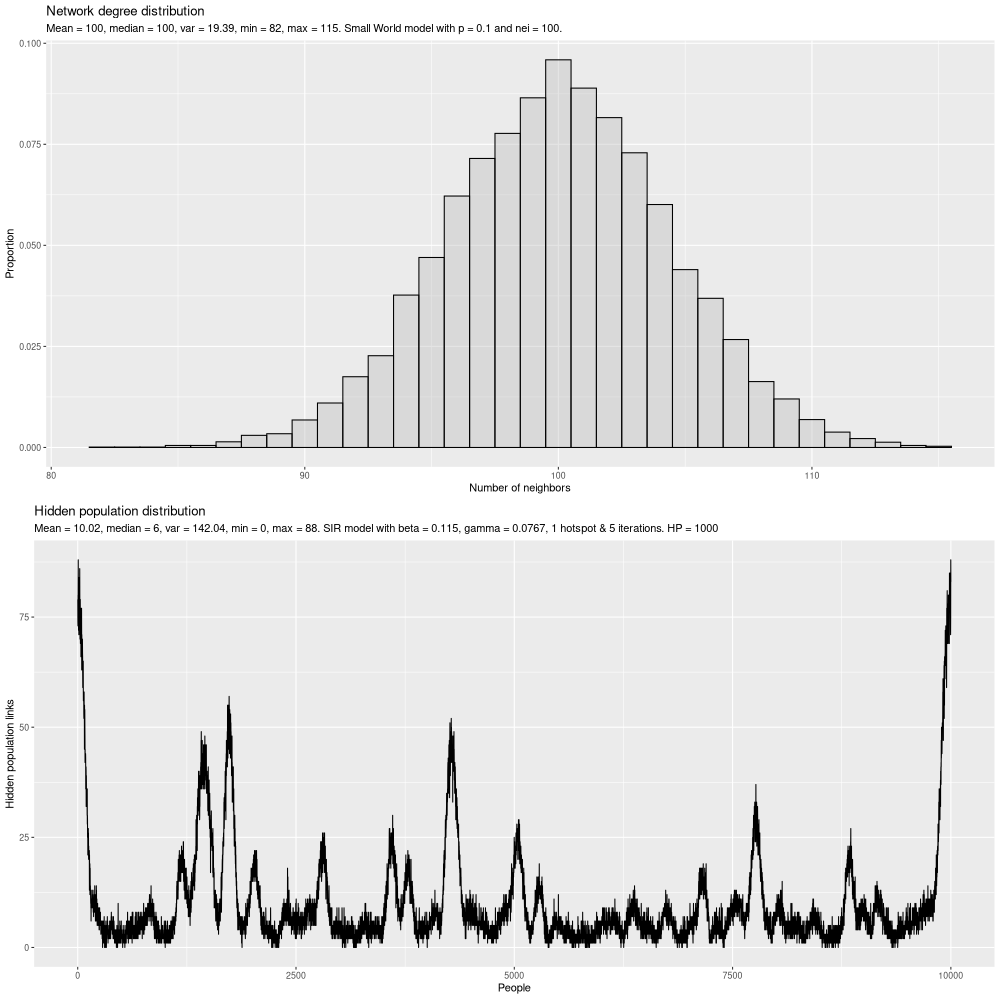 Network degree distribution
Mean = 100, median = 100, var = 19.39, min = 82, max = 115. Small World model with p = 0.1 and nei = 100.
0.100
0.075
0.050
0.025
0.000
Proportion
80 90 100 110
Number of neighbors
Hidden population distribution
Mean = 10.02, median = 6, var = 142.04, min = 0, max = 88. SIR model with beta = 0.115, gamma = 0.0767, 1 hotspot & 5 iterations. HP = 1000
75
50
25
0
Hidden population links
0 2500 5000 7500 10000
People